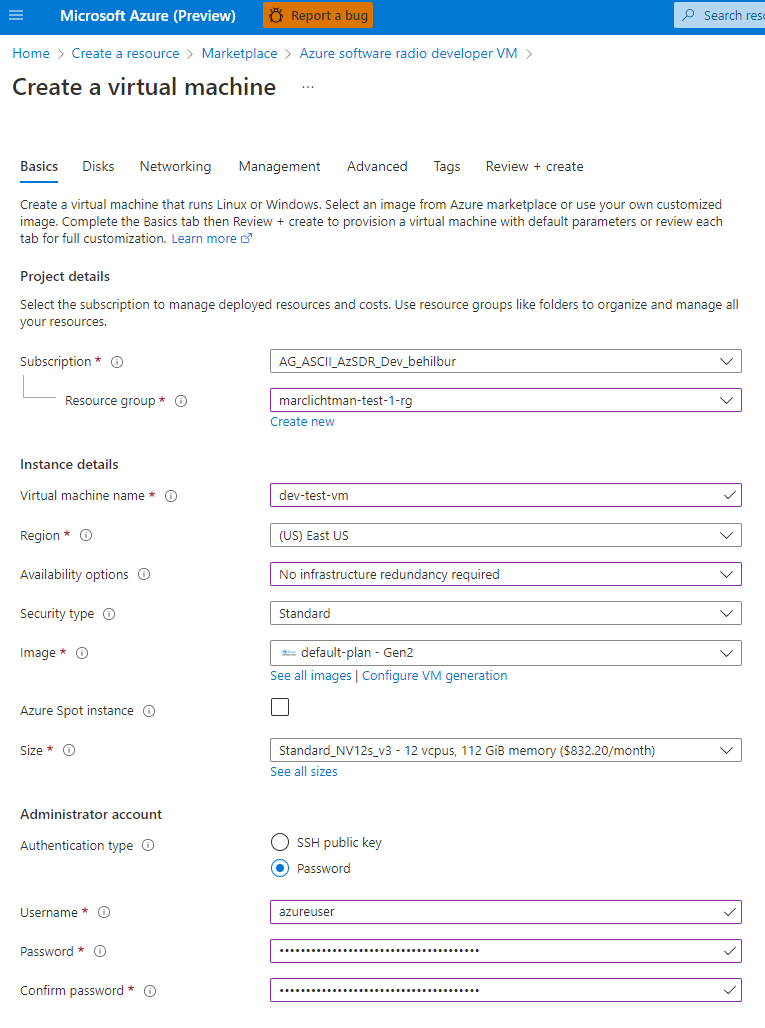 Microsoft Azure (Preview)
Report a bug
Search reso
Home > Create a resource > Marketplace > Azure software radio developer VM >
Create a virtual machine ...
Basics Disks Networking Management Advanced Tags Review + create
Create a virtual machine that runs Linux or Windows. Select an image from Azure marketplace or use your own customized
image. Complete the Basics tab then Review + create to provision a virtual machine with default parameters or review each
tab for full customization. Learn more
Project details
Select the subscription to manage deployed resources and costs. Use resource groups like folders to organize and manage all
your resources.
Subscription * AG_ASCII_AzSDR_Dev_behilbur
Resource group * marclichtman-test-1-rg
Create new
Instance details
Virtual machine name * dev-test-vm
Region * (US) East US
Availability options No infrastructure redundancy required
Security type Standard
Image * default-plan - Gen2
See all images | Configure VM generation
Azure Spot instance
Size * Standard_NV12s_v3 - 12 vcpus, 112 GiB memory ($832.20/month)
See all sizes
Administrator account
Authentication type SSH public key
Password
Username * azureuser
Password * ••••••••••••••••••••••••••••••••••••••
Confirm password * ••••••••••••••••••••••••••••••••••••••